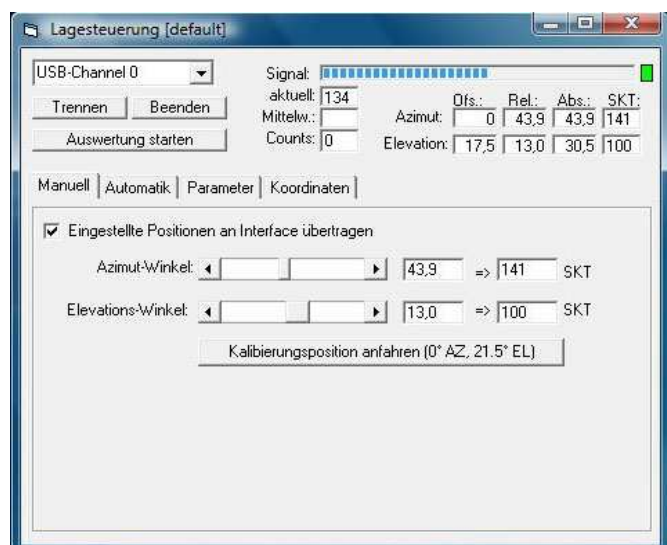 Lagesteuerung [default]
USB-Channel 0
Signal:
Trennen Beenden
aktuell: 134
Ofs.: Rel.: Abs.: SKT:
Mittelw.:
Azimut: 0 43,9 43,9 141
Auswertung starten
Counts: 0
Elevation: 17,5 13,0 30,5 100
Manuell Automatik Parameter Koordinaten
Eingestellte Positionen an Interface übertragen
Azimut-Winkel: 43,9 => 141 SKT
Elevations-Winkel: 13,0 => 100 SKT
Kalibierungsposition anfahren (0° AZ, 21.5° EL)